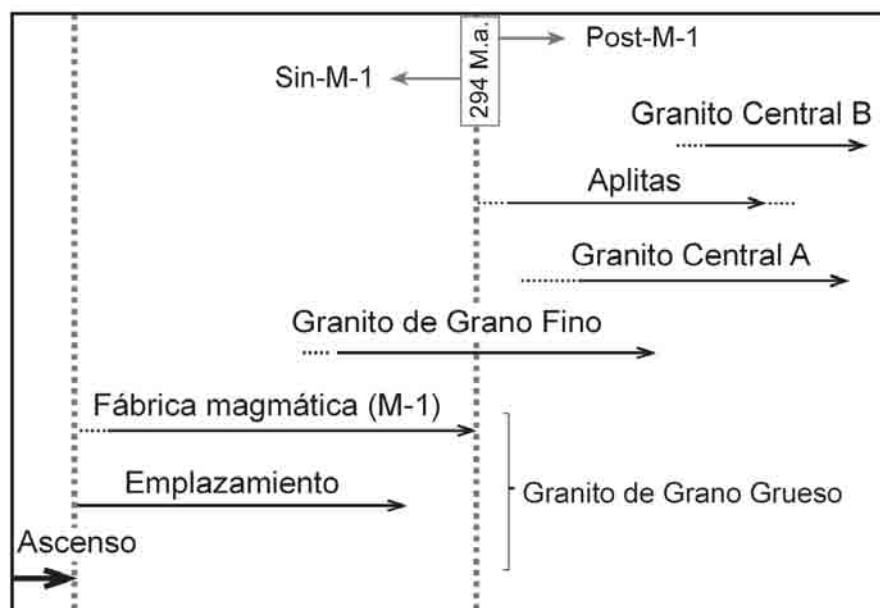 Post-M-1
294 M.a.
Sin-M-1
Granito Central B
Aplitas
Granito Central A
Granito de Grano Fino
Fábrica magmática (M-1)
Emplazamiento
Granito de Grano Grueso
Ascenso